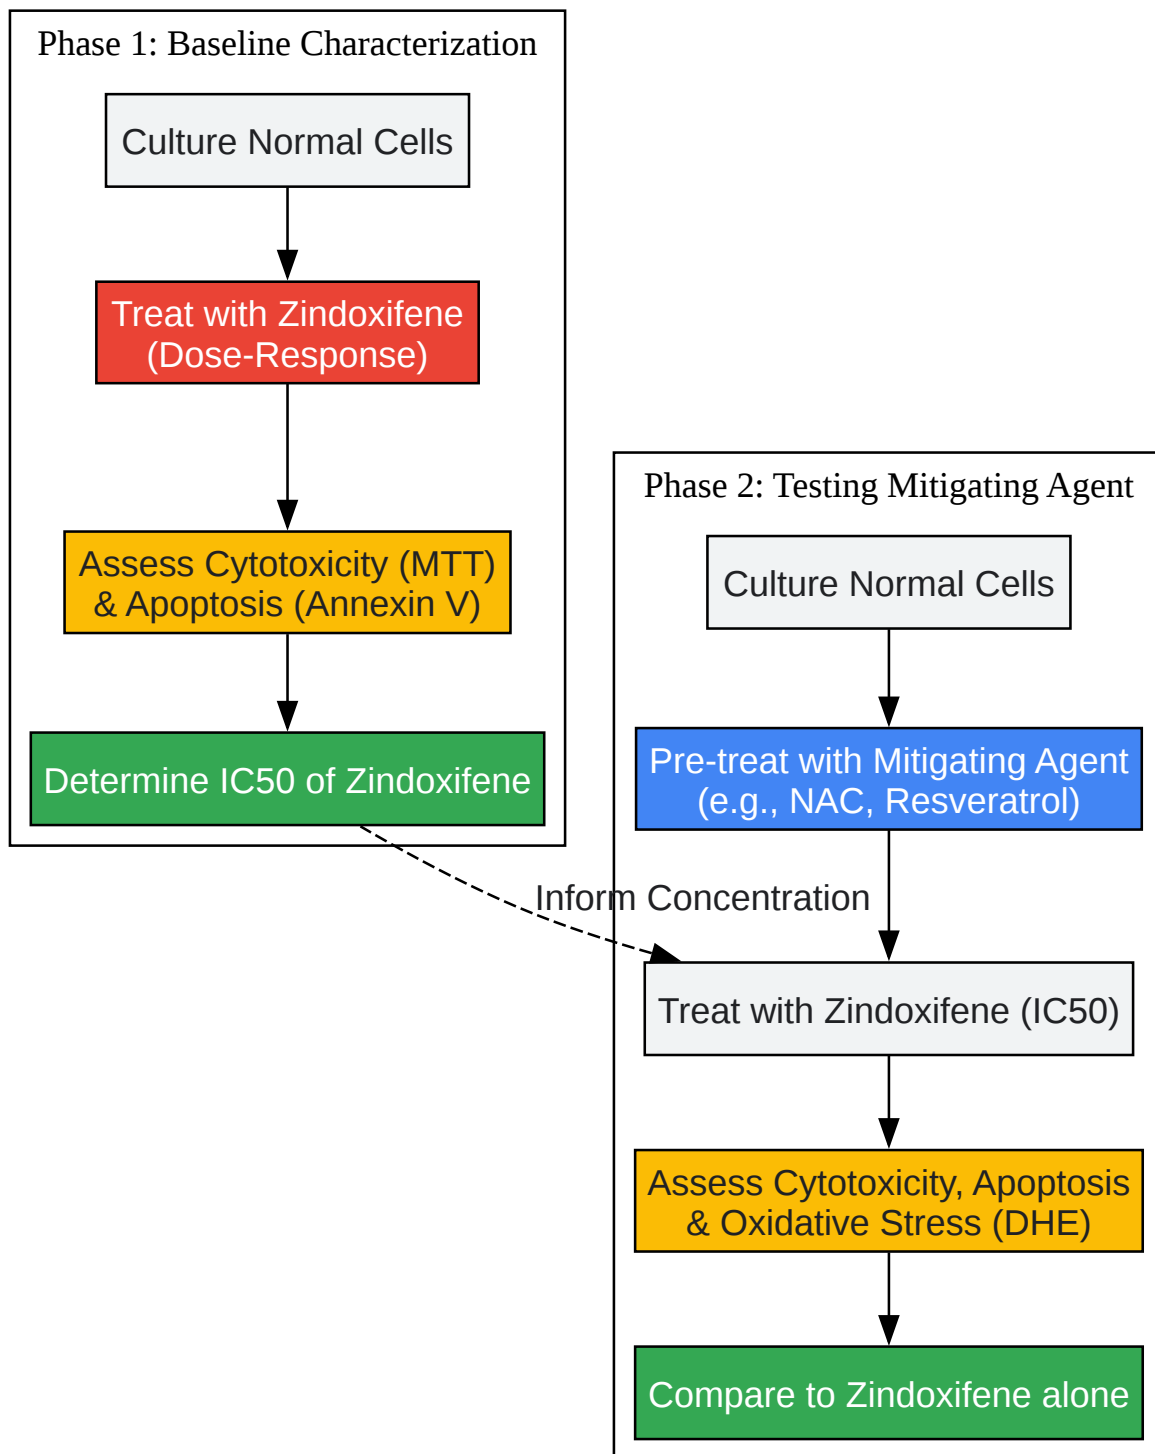 Phase 1: Baseline Characterization
Culture Normal Cells
Treat with Zindoxifene
(Dose-Response)
Assess Cytotoxicity (MTT)
& Apoptosis (Annexin V)
Determine IC50 of Zindoxifene
Inform Concentration
Phase 2: Testing Mitigating Agent
Culture Normal Cells
Pre-treat with Mitigating Agent
(e.g., NAC, Resveratrol)
Treat with Zindoxifene (IC50)
Assess Cytotoxicity, Apoptosis
& Oxidative Stress (DHE)
Compare to Zindoxifene alone